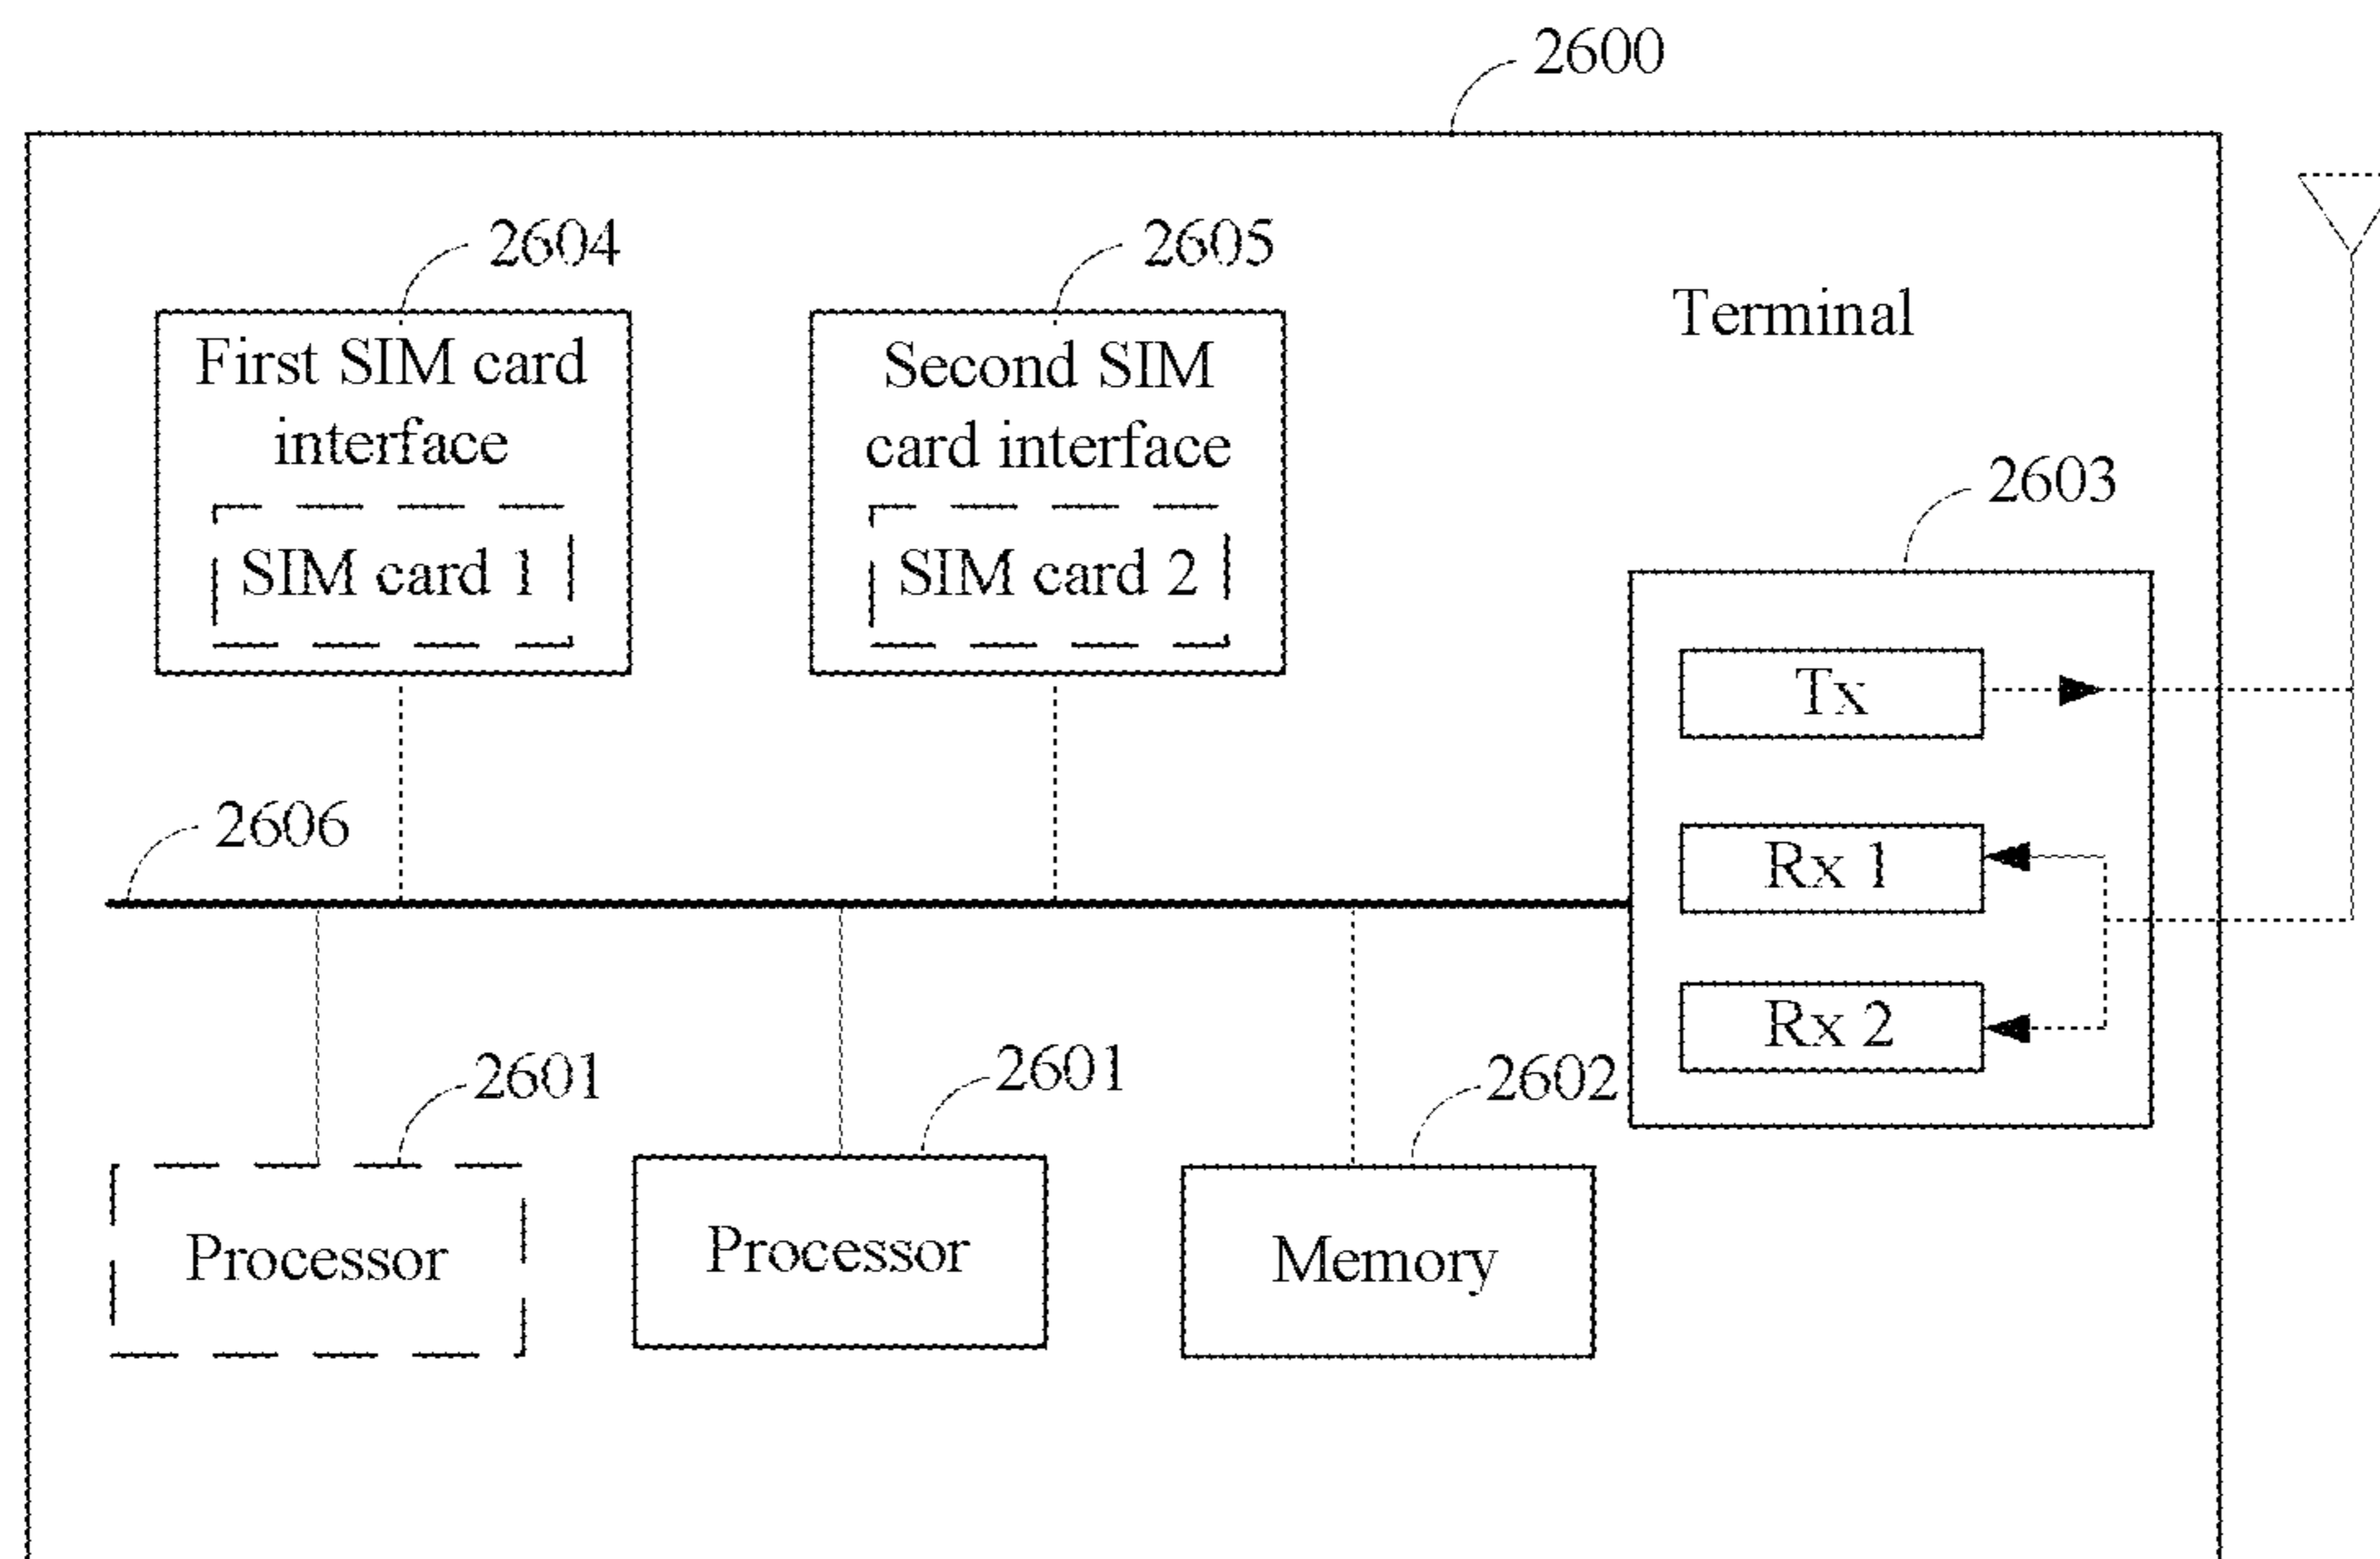 2600
2604
2605
Terminal
First SIM card
interface
SIM card 1
Second SIM
card interface
SIM card 2
2603
Tx
Rx 1
Rx 2
2606
2601
2601
2602
Processor
Processor
Memory